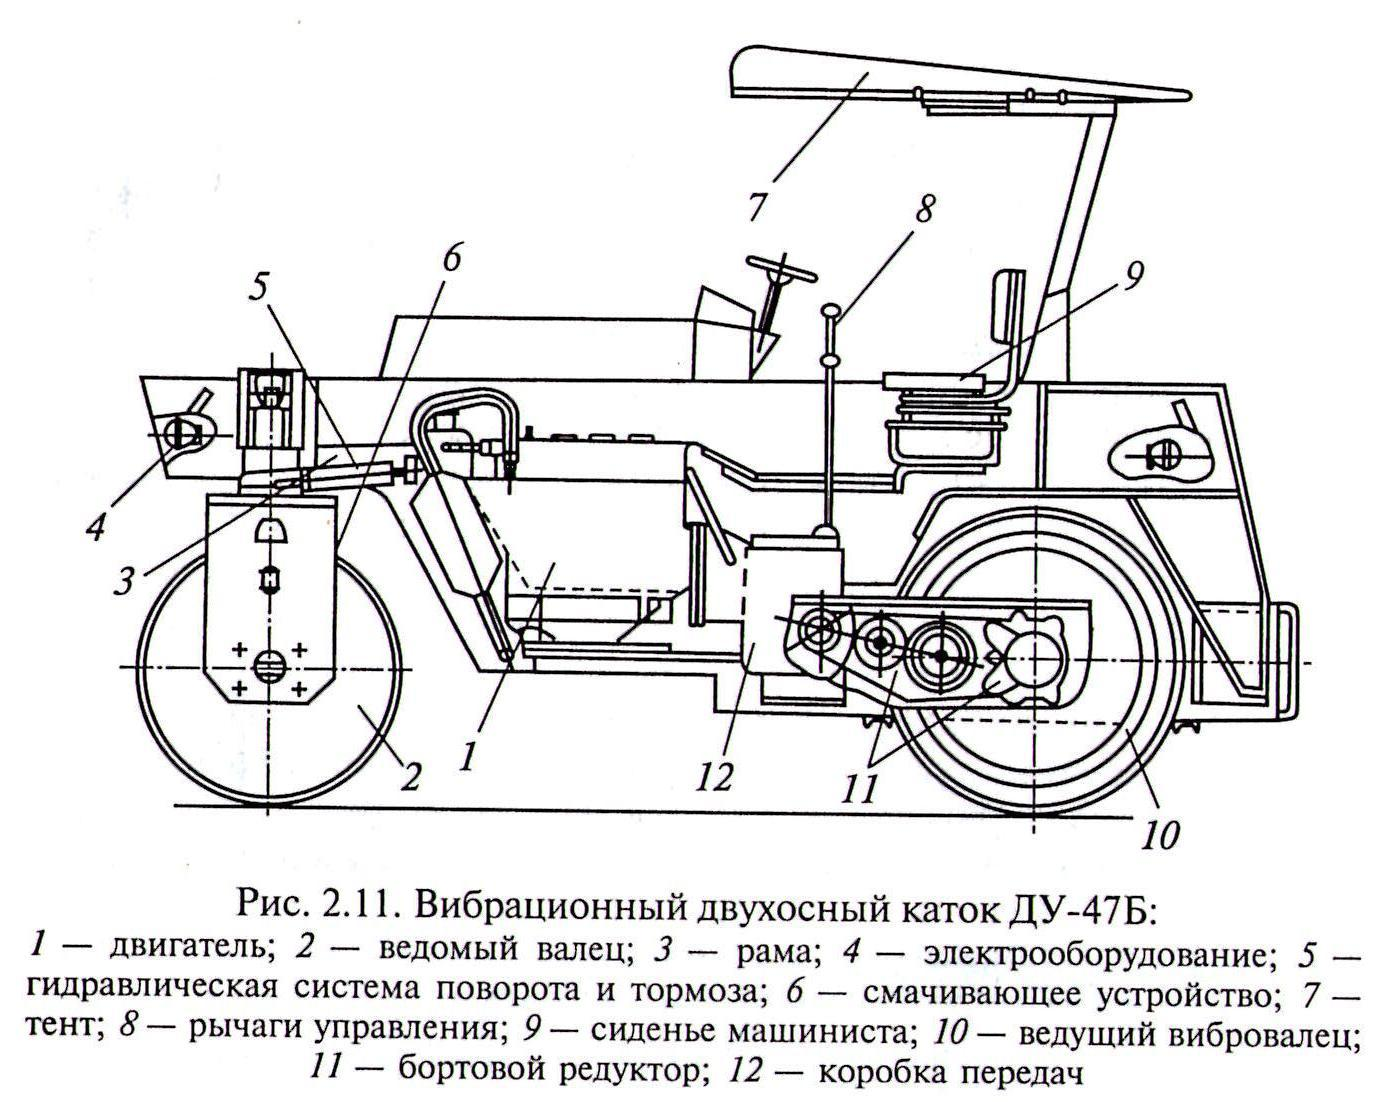 7
8
9
6
5
4
3
1
2
12
11
10
Рис. 2.11. Вибрационный двухосный каток ДУ-47Б:
1 — двигатель; 2 — ведомый валец; 3 — рама; 4 — электрооборудование; 5 —
гидравлическая система поворота и тормоза; 6 — смачивающее устройство; 7 —
тент; 8 — рычаги управления; 9 — сиденье машиниста; 10 — ведущий вибровалец;
11 — бортовой редуктор; 12 — коробка передач